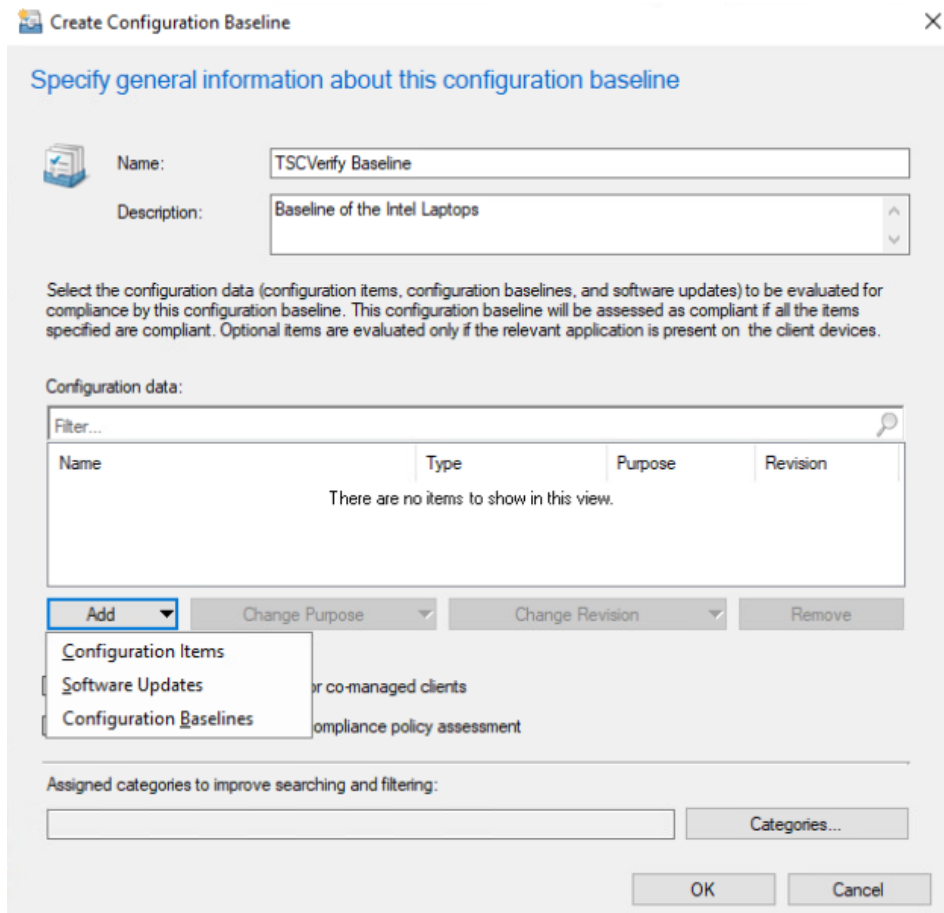 Create Configuration Baseline
Specify general information about this configuration baseline
Name:
TSCVerify Baseline
Description:
Baseline of the Intel Laptops
Select the configuration data (configuration items, configuration baselines, and software updates) to be evaluated for
compliance by this configuration baseline. This configuration baseline will be assessed as compliant if all the items
specified are compliant. Optional items are evaluated only if the relevant application is present on the client devices.
Configuration data:
Filter...
Name Type Purpose Revision
There are no items to show in this view.
Add Change Purpose Change Revision Remove
Configuration Items
Software Updates
or co-managed clients
Configuration Baselines
ompliance policy assessment
Assigned categories to improve searching and filtering:
Categories...
OK Cancel